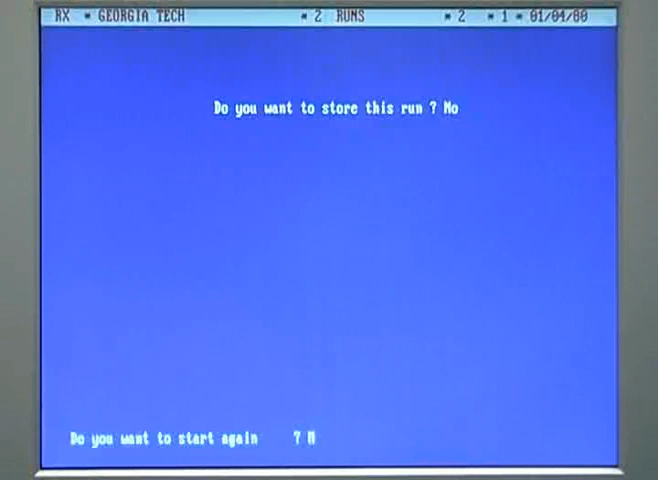 RX * GEORGIA TECH * 2 RUNS * 2 * 1 * 01/04/80
Do you want to store this run ? No
Do you want to start again ? N